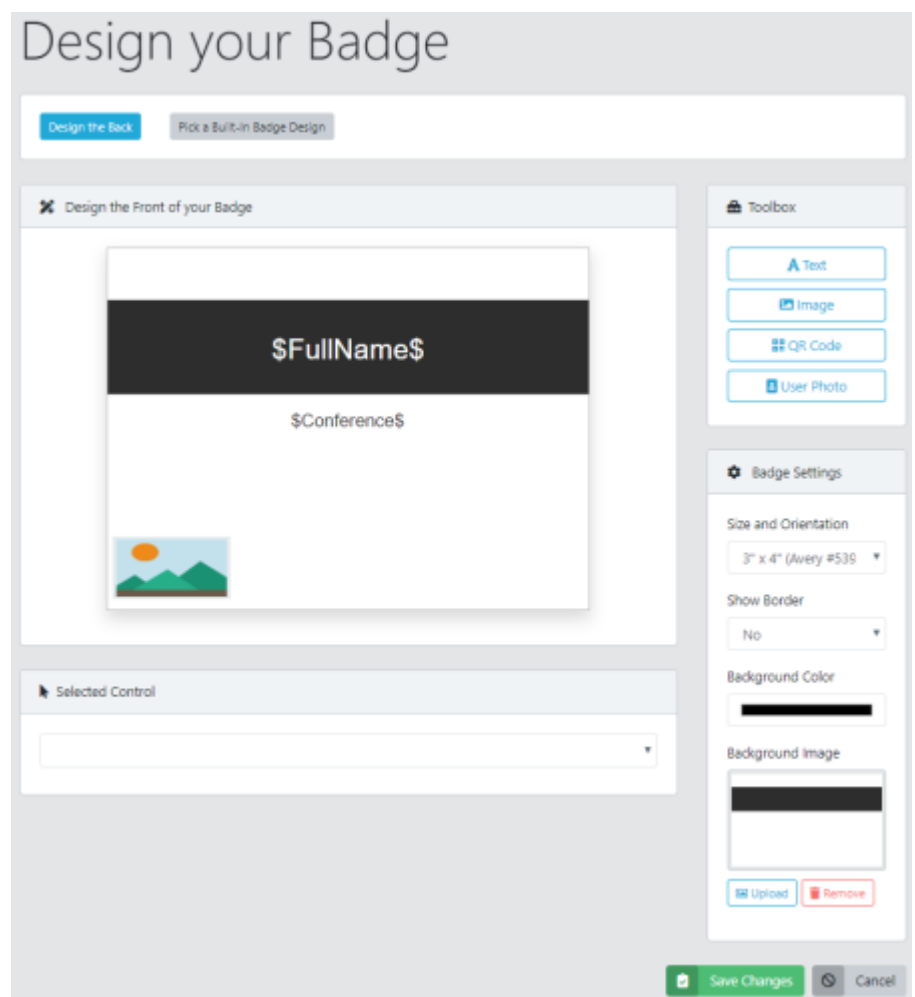 Design your Badge
Design the Back
Pick a Built-in Badge Design
Design the Front of your Badge
$FullName$
$Conference$
Selected Control
Toolbox
Text
Image
QR Code
User Photo
Badge Settings
Size and Orientation
3" x 4" (Avery #539
Show Border
No
Background Color
Background Image
Upload
Remove
Save Changes
Cancel